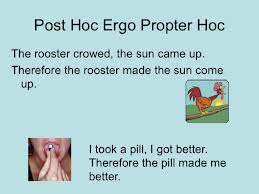 Post Hoc Ergo Propter Hoc
The rooster crowed, the sun came up.
Therefore the rooster made the sun come
up.
I took a pill, I got better.
Therefore the pill made me
better.